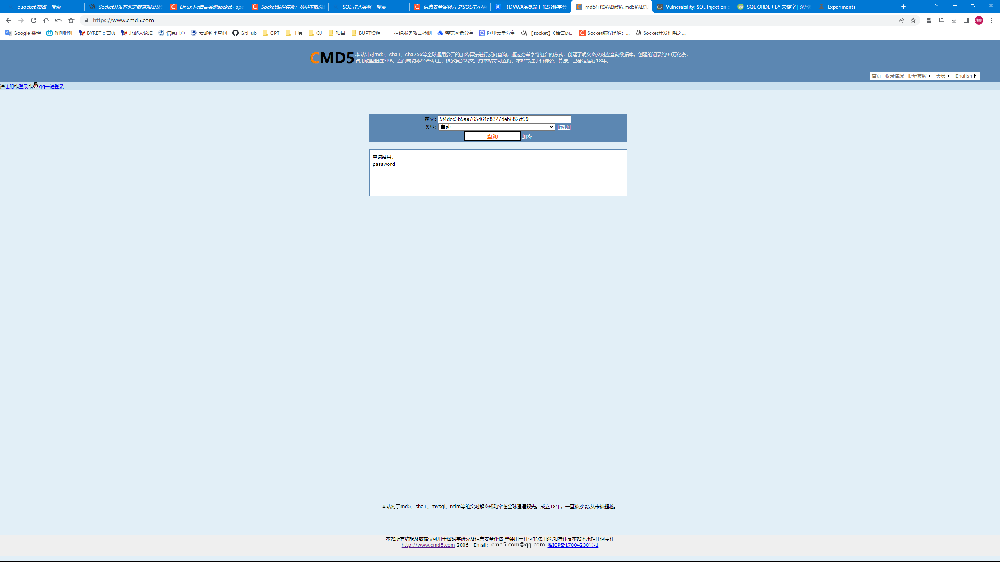 c socket 加密 - 搜索
Socket开发框架之数据加密及
Linux下c语言实现socket+ope
Socket编程详解：从基本概念
SQL 注入实验 - 搜索
信息安全实验六 之SQL注入基
【DVWA实战篇】12分钟学会
md5在线解密破解,md5解密加
Vulnerability: SQL Injection :
SQL ORDER BY 关键字 | 菜鸟
Experiments
https://www.cmd5.com
炜康
Google 翻译
哔哩哔哩
BYRBT :: 首页
北邮人论坛
信息门户
云邮教学空间
GitHub
GPT
工具
OJ
项目
BUPT资源
拒绝服务攻击检测
夸克网盘分享
阿里云盘分享
【socket】C语言的...
Socket编程详解：...
Socket开发框架之...
CMD5
本站针对md5、sha1、sha256等全球通用公开的加密算法进行反向查询，通过穷举字符组合的方式，创建了明文密文对应查询数据库，创建的记录约90万亿条，
占用硬盘超过3PB，查询成功率95%以上，很多复杂密文只有本站才可查询。本站专注于各种公开算法，已稳定运行18年。
首页 收录情况 批量破解 会员 English
请注册或登录或qq一键登录
密文: 5f4dcc3b5aa765d61d8327deb882cf99
类型: 自动 [帮助]
查询 加密
查询结果:
password
本站对于md5、sha1、mysql、ntlm等的实时解密成功率在全球遥遥领先。成立18年，一直被抄袭,从未被超越。
本站所有功能及数据仅可用于密码学研究及信息安全评估,严禁用于任何非法用途,如有违反本站不承担任何责任
http://www.cmd5.com 2006 Email: cmd5.com@qq.com 湘ICP备17004230号-1